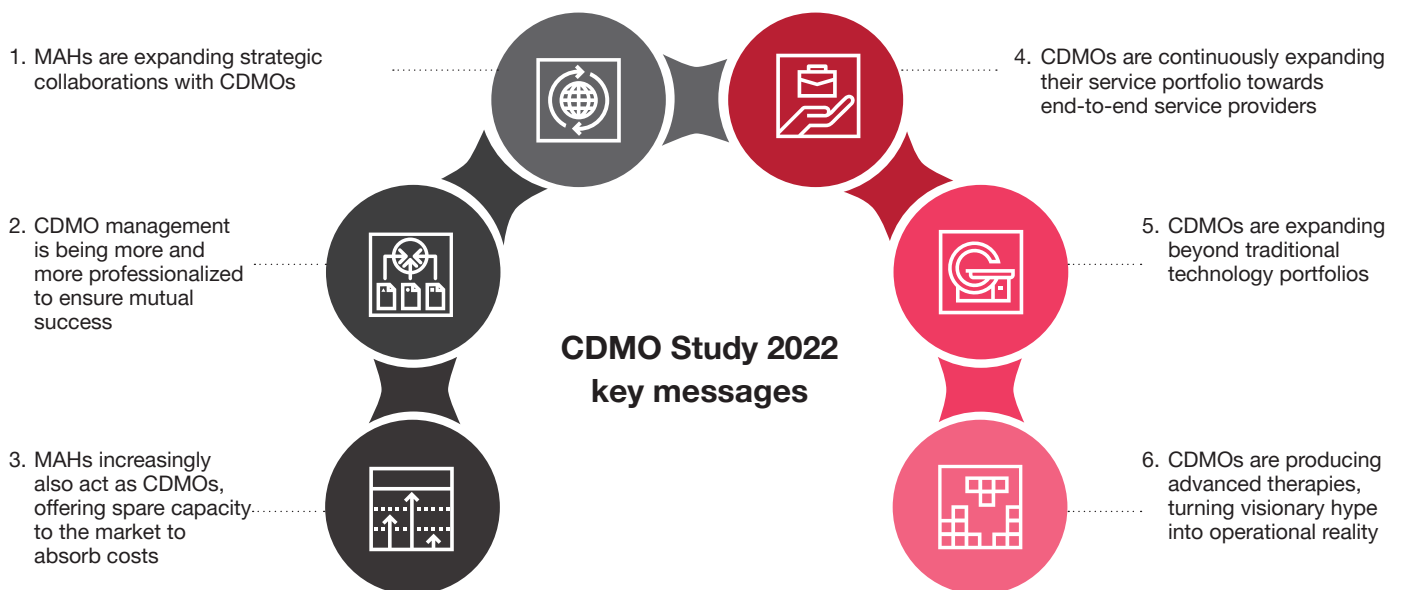 1. MAHs are expanding strategic
collaborations with CDMOs
2. CDMO management
is being more and
more professionalized
to ensure mutual
success
3. MAHs increasingly
also act as CDMOs,
offering spare capacity
to the market to
absorb costs
CDMO Study 2022
key messages
4. CDMOs are continuously expanding
their service portfolio towards
end-to-end service providers
5. CDMOs are expanding
beyond traditional
technology portfolios
6. CDMOs are producing
advanced therapies,
turning visionary hype
into operational reality